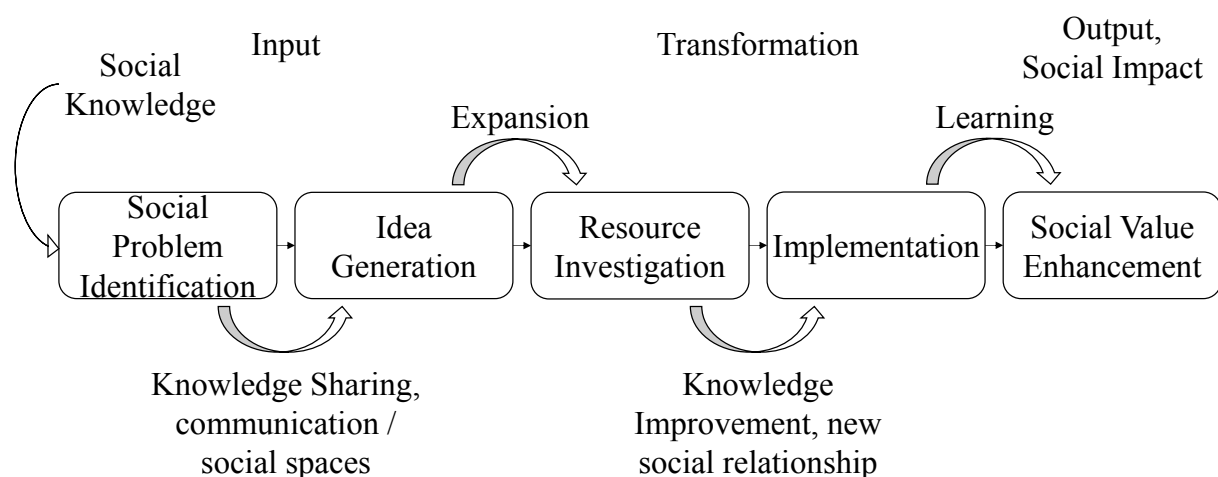 Input
Transformation
Output,
Social Impact
Social
Knowledge
Expansion
Learning
Social
Problem
Identification
Idea
Generation
Resource
Investigation
Implementation
Social Value
Enhancement
Knowledge Sharing,
communication /
social spaces
Knowledge
Improvement, new
social relationship